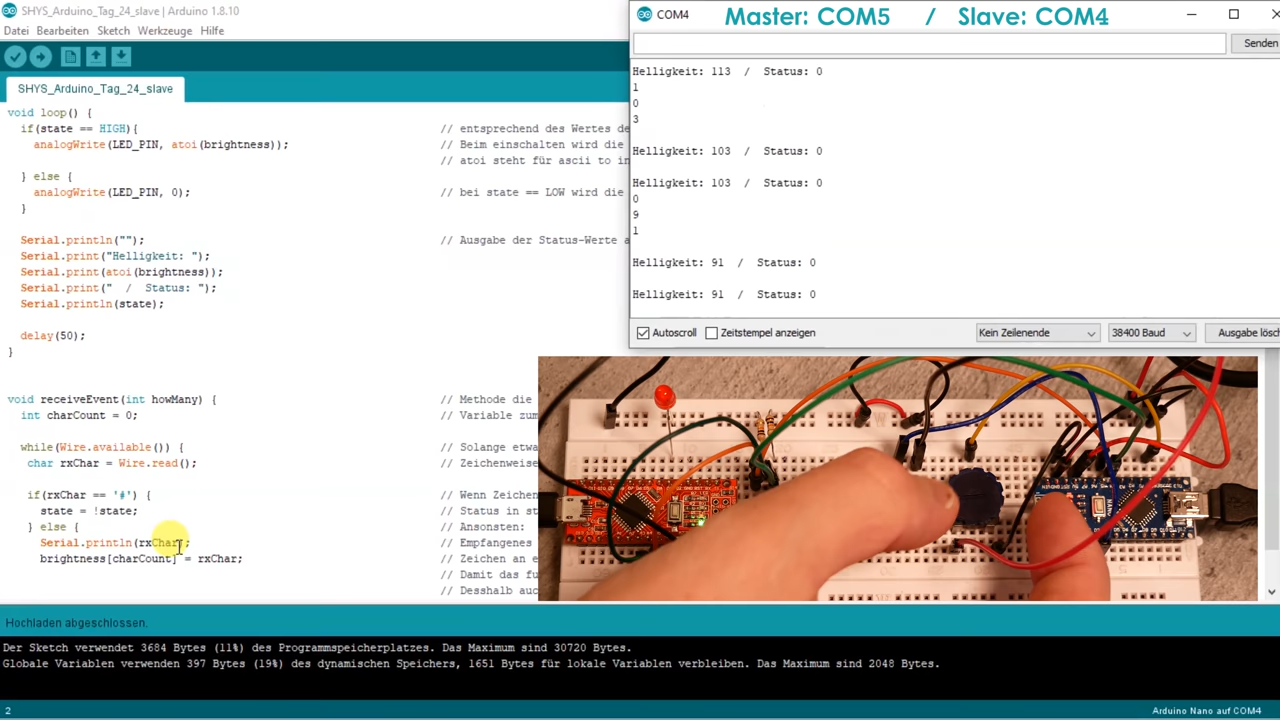 SHYS_Arduino_Tag_24_slave | Arduino 1.8.10
Datei Bearbeiten Sketch Werkzeuge Hilfe
SHYS_Arduino_Tag_24_slave
void loop() {
if(state == HIGH){ // entsprechend des Wertes de
analogWrite(LED_PIN, atoi(brightness)); // Beim einschalten wird die
// atoi steht für ascii to in
} else {
analogWrite(LED_PIN, 0); // bei state == LOW wird die
}
Serial.println(""); // Ausgabe der Status-Werte a
Serial.print("Helligkeit: ");
Serial.print(atoi(brightness));
Serial.print("  /  Status: ");
Serial.println(state);
delay(50);
}
void receiveEvent(int howMany) { // Methode die
int charCount = 0; // Variable zum
while(Wire.available()) { // Solange etwa
char rxChar = Wire.read(); // Zeichenweise
if(rxChar == '#') { // Wenn Zeichen
state = !state; // Status in st
} else { // Ansonsten:
Serial.println(rxChar); // Empfangenes
brightness[charCount] = rxChar; // Zeichen an e
// Damit das fu
// Desshalb auc
COM4
Master: COM5 / Slave: COM4
Senden
Helligkeit: 113 / Status: 0
1
0
3
Helligkeit: 103 / Status: 0
Helligkeit: 103 / Status: 0
0
9
1
Helligkeit: 91 / Status: 0
Helligkeit: 91 / Status: 0
Autoscroll Zeitstempel anzeigen Kein Zeilenende 38400 Baud Ausgabe lösch
Hochladen abgeschlossen.
Der Sketch verwendet 3684 Bytes (11%) des Programmspeicherplatzes. Das Maximum sind 30720 Bytes.
Globale Variablen verwenden 397 Bytes (19%) des dynamischen Speichers, 1651 Bytes für lokale Variablen verbleiben. Das Maximum sind 2048 Bytes.
2 Arduino Nano auf COM4